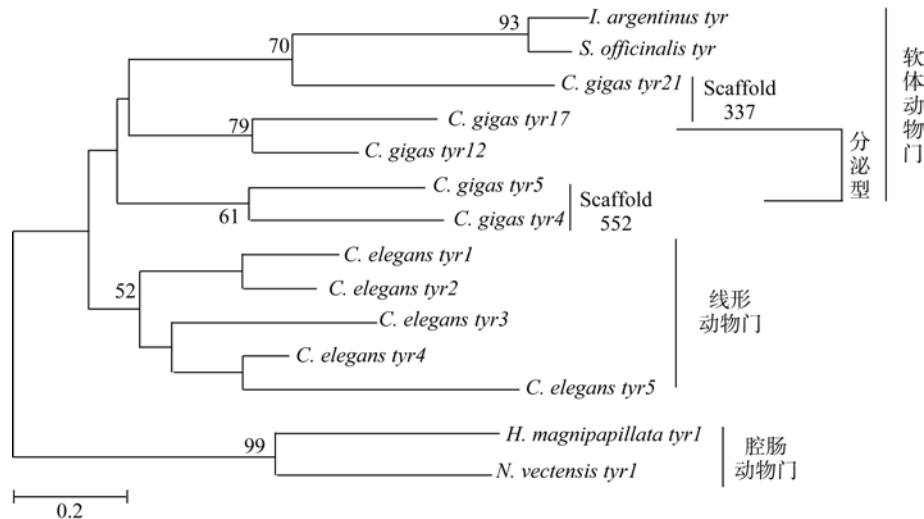 93
I. argentinus tyr
70
S. officinalis tyr
C. gigas tyr21
Scaffold
337
79
C. gigas tyr17
C. gigas tyr12
C. gigas tyr5
61
C. gigas tyr4
Scaffold
552
分泌型
软体动物门
C. elegans tyr1
52
C. elegans tyr2
C. elegans tyr3
C. elegans tyr4
C. elegans tyr5
线形
动物门
H. magnipapillata tyr1
99
N. vectensis tyr1
腔肠
动物门
0.2